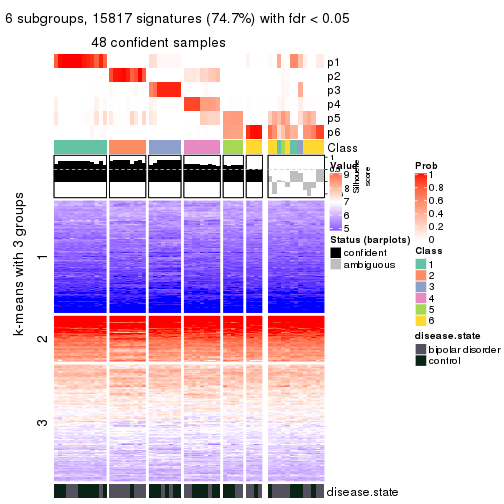 6 subgroups, 15817 signatures (74.7%) with fdr < 0.05
48 confident samples
p1
p2
p3
p4
p5
p6
Class
1
0
Silhouette
score
k-means with 3 groups
1
2
3
disease.state
Value
9
8
7
6
5
Status (barplots)
confident
ambiguous
Prob
1
0.8
0.6
0.4
0.2
0
Class
1
2
3
4
5
6
disease.state
bipolar disorder
control